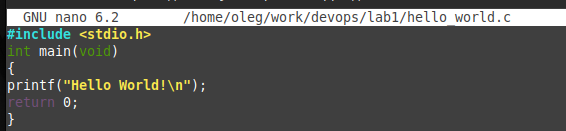 GNU nano 6.2 /home/oleg/work/devops/lab1/hello_world.c
#include <stdio.h>
int main(void)
{
printf("Hello World!\n");
return 0;
}